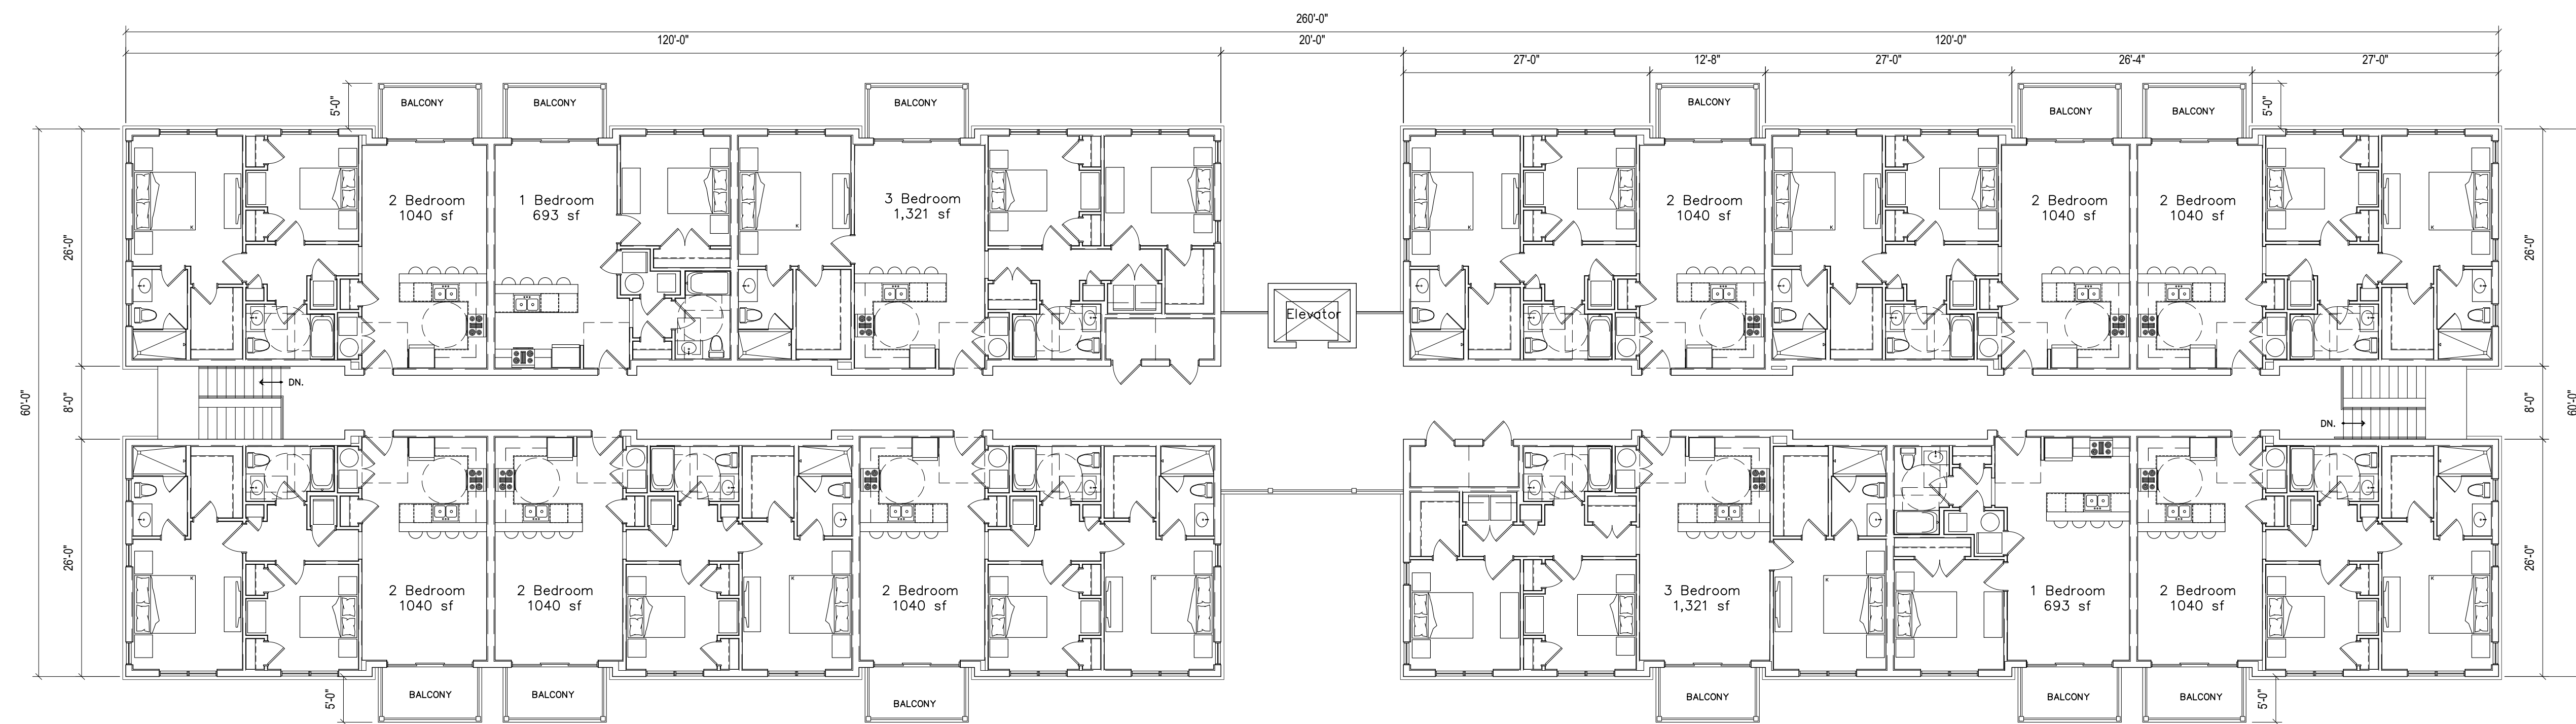 260'-0"
120'-0"
20'-0"
120'-0"
27'-0"
12'-8"
27'-0"
26'-4"
27'-0"
5'-0"
BALCONY
BALCONY
BALCONY
BALCONY
BALCONY
BALCONY
5'-0"
2 Bedroom
1040 sf
1 Bedroom
693 sf
3 Bedroom
1,321 sf
2 Bedroom
1040 sf
2 Bedroom
1040 sf
2 Bedroom
1040 sf
K
K
K
K
K
26'-0"
26'-0"
Elevator
DN.
60'-0"
8'-0"
8'-0"
60'-0"
DN.
26'-0"
26'-0"
K
K
K
K
K
2 Bedroom
1040 sf
2 Bedroom
1040 sf
2 Bedroom
1040 sf
3 Bedroom
1,321 sf
1 Bedroom
693 sf
2 Bedroom
1040 sf
5'-0"
BALCONY
BALCONY
BALCONY
BALCONY
BALCONY
BALCONY
5'-0"